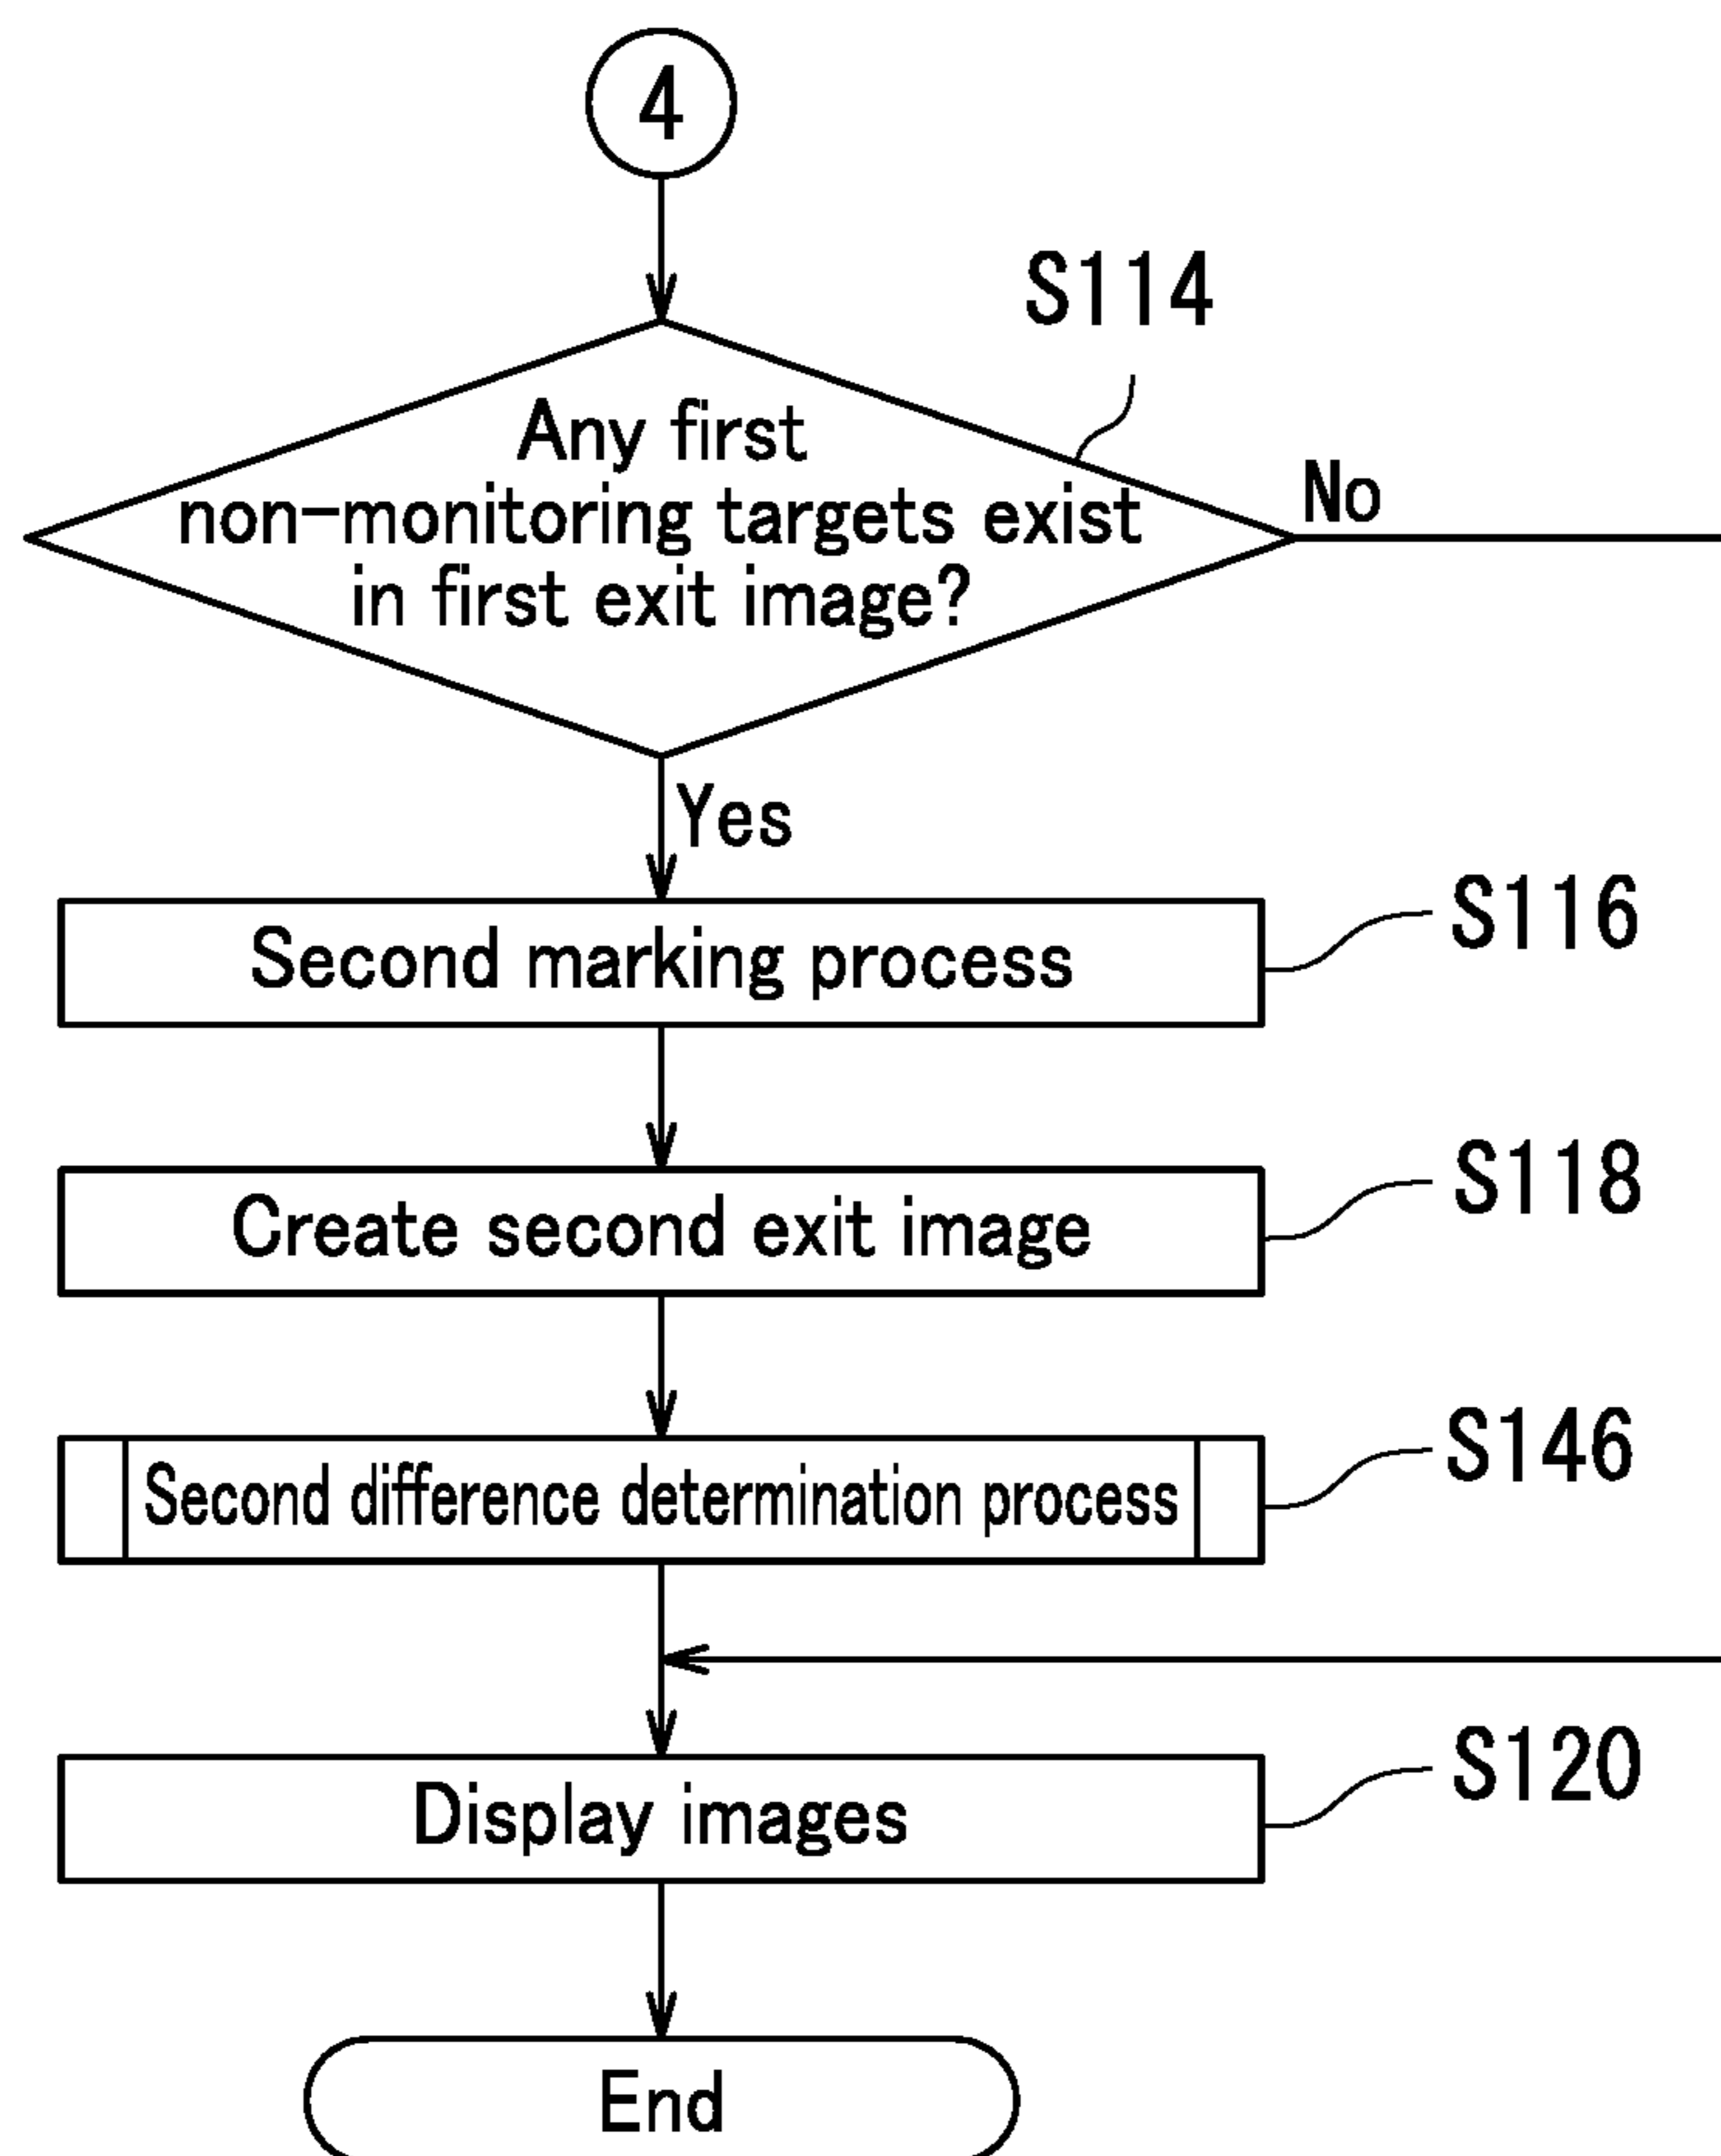 4
S114
Any first
non-monitoring targets exist
in first exit image?
No
Yes
Second marking process
S116
Create second exit image
S118
Second difference determination process
S146
Display images
S120
End